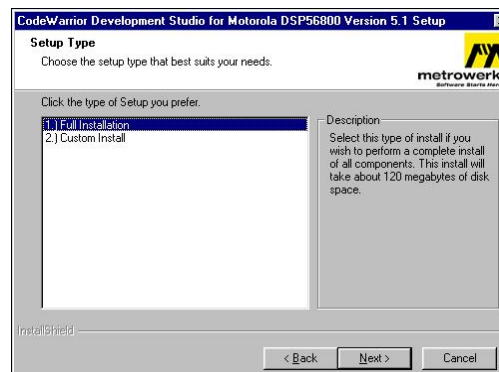 CodeWarrior Development Studio for Motorola DSP56800 Version 5.1 Setup
Setup Type
Choose the setup type that best suits your needs.
metrowerk
Software Starts Here
Click the type of Setup you prefer.
1.) Full Installation
2.) Custom Install
Description
Select this type of install if you
wish to perform a complete install
of all components. This install will
take about 120 megabytes of disk
space.
InstallShield
< Back
Next >
Cancel